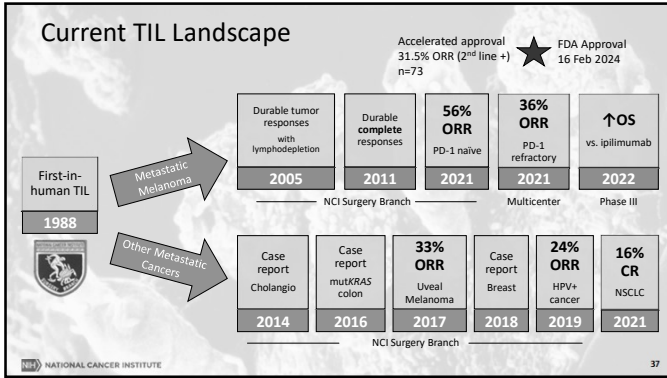 Current TIL Landscape
Accelerated approval
31.5% ORR (2nd line +)
n=73
FDA Approval
16 Feb 2024
First-in-
human TIL
1988
Metastatic
Melanoma
Durable tumor
responses
with
lymphodepletion
2005
Durable
complete
responses
2011
56%
ORR
PD-1 naïve
2021
36%
ORR
PD-1
refractory
2021
↑OS
vs. ipilimumab
2022
NCI Surgery Branch
Multicenter
Phase III
Other Metastatic
Cancers
Case
report
Cholangio
2014
Case
report
mutKRAS
colon
2016
33%
ORR
Uveal
Melanoma
2017
Case
report
Breast
2018
24%
ORR
HPV+
cancer
2019
16%
CR
NSCLC
2021
NCI Surgery Branch
NIH NATIONAL CANCER INSTITUTE
37